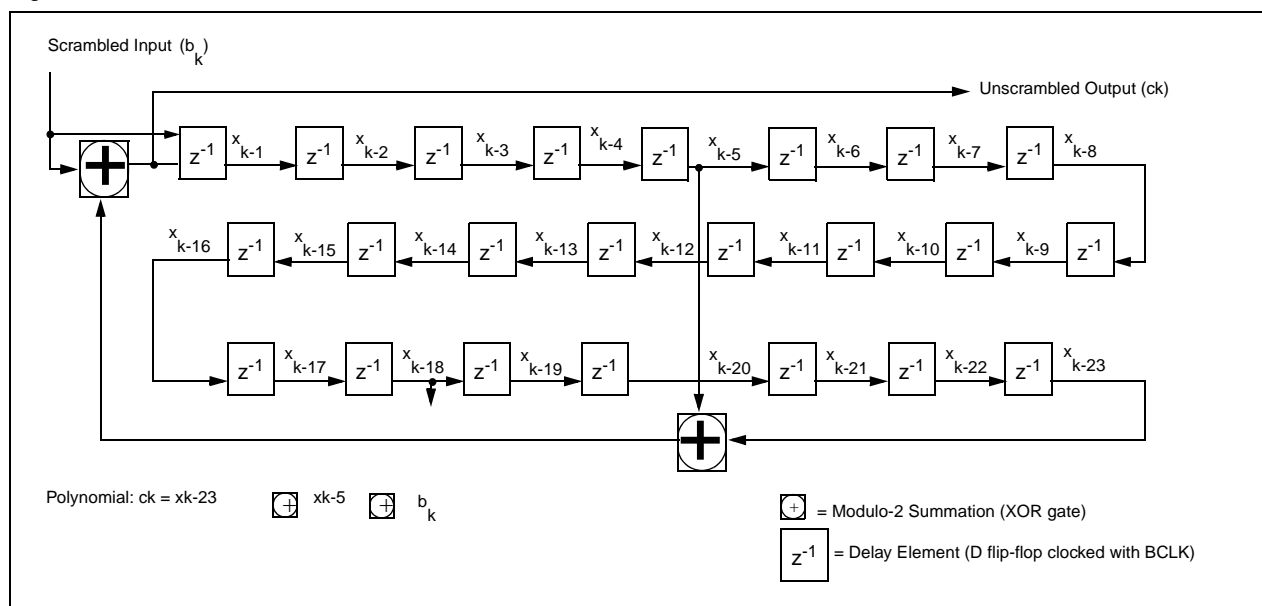 Scrambled Input (b
k)
Unscrambled Output (ck)
z-1 x k-1 z-1 x k-2 z-1 x k-3 z-1 x k-4 z-1 x k-5 z-1 x k-6 z-1 x k-7 z-1 x k-8
x k-16 z-1 x k-15 z-1 x k-14 z-1 x k-13 z-1 x k-12 z-1 x k-11 z-1 x k-10 z-1 x k-9 z-1
z-1 x k-17 z-1 x k-18 z-1 x k-19 z-1 x k-20 z-1 x k-21 z-1 x k-22 z-1 x k-23
Polynomial: ck = xk-23 + xk-5 + b k
+ = Modulo-2 Summation (XOR gate)
z-1 = Delay Element (D flip-flop clocked with BCLK)